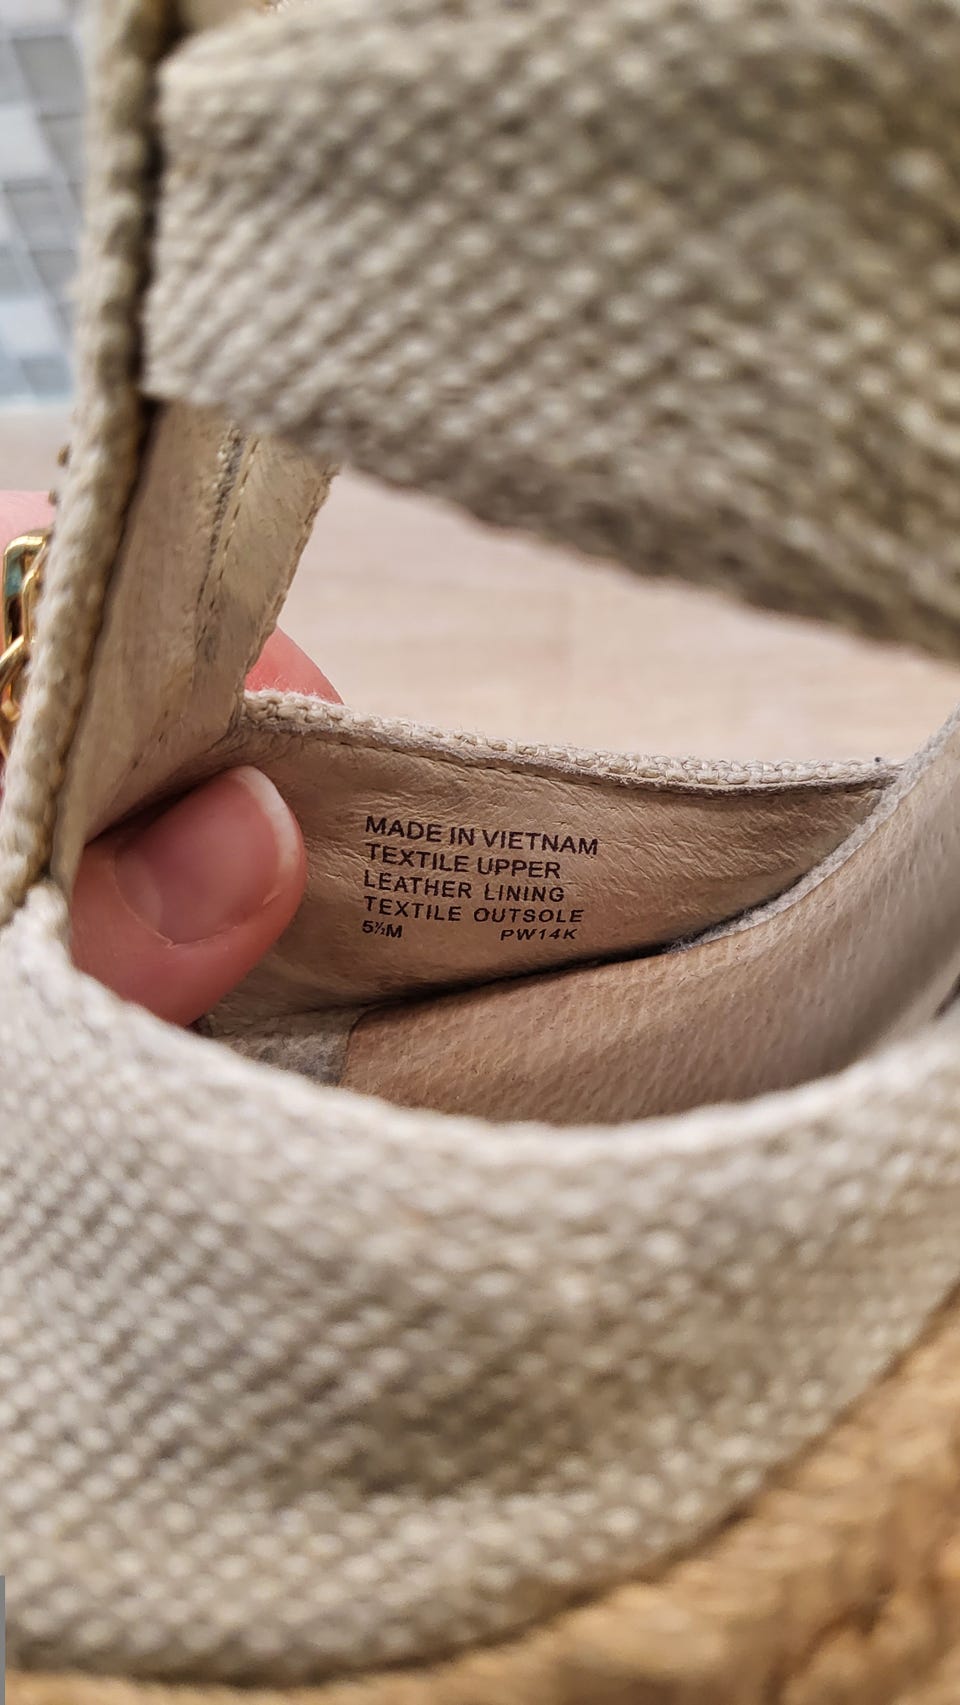 MADE IN VIETNAM
TEXTILE UPPER
LEATHER LINING
TEXTILE OUTSOLE
5½M PW14K